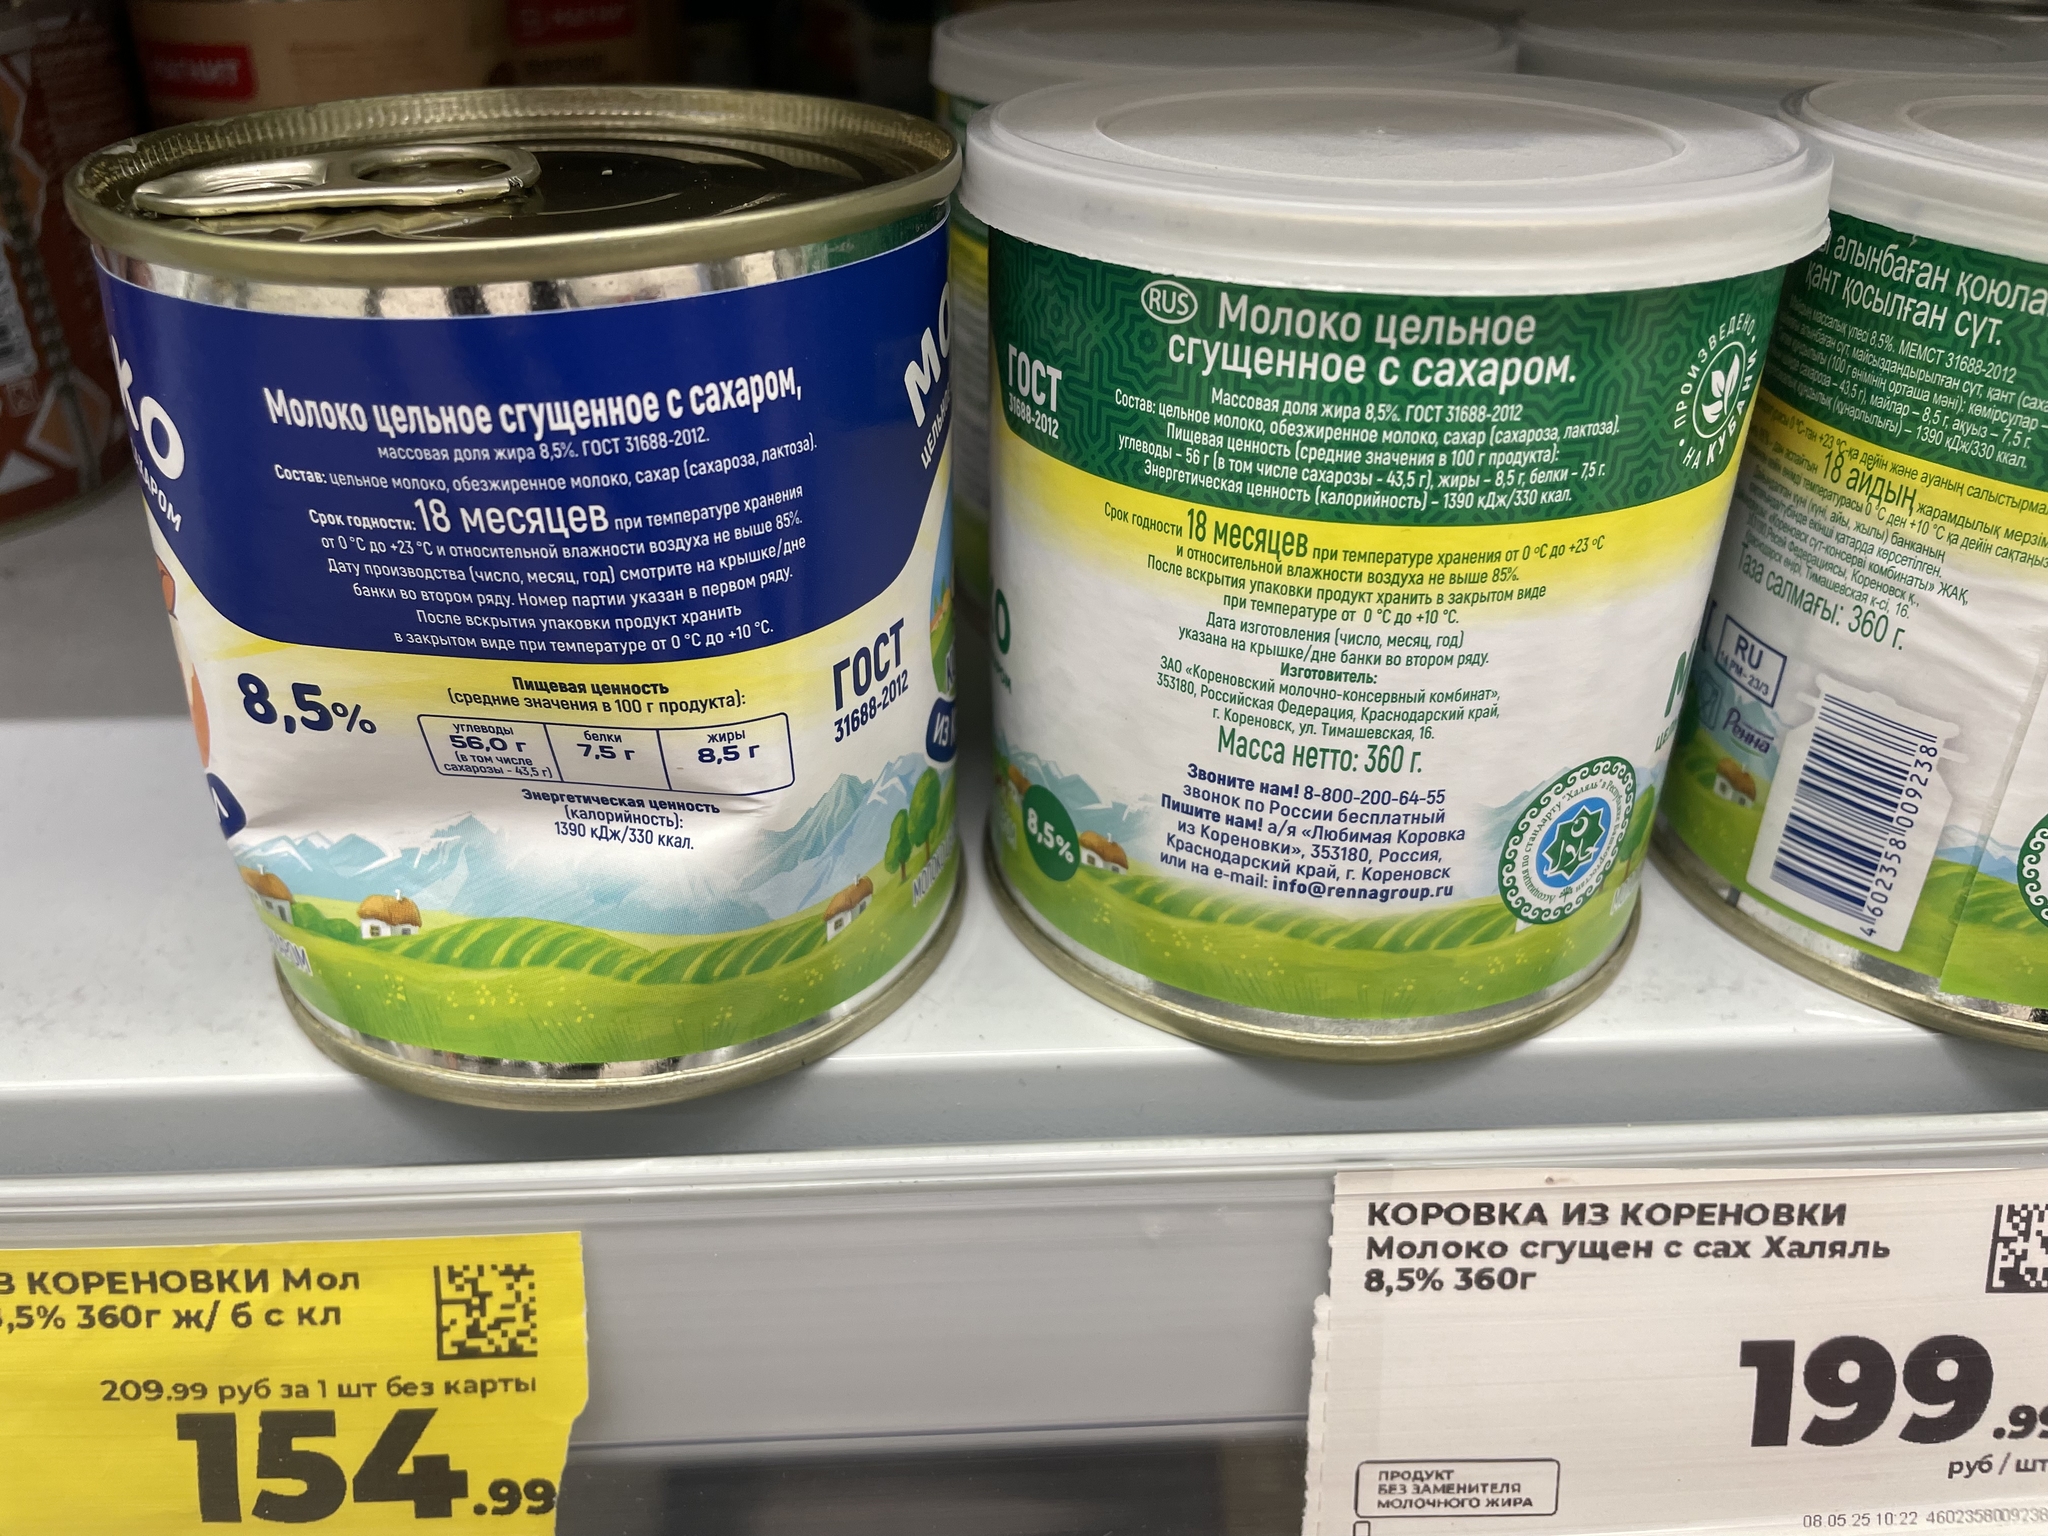 МАГНИТ
Молоко цельное сгущенное с сахаром,
массовая доля жира 8,5%. ГОСТ 31688-2012.
Состав: цельное молоко, обезжиренное молоко, сахар (сахароза, лактоза).
Срок годности: 18 месяцев при температуре хранения
от 0 °C до +23 °C и относительной влажности воздуха не выше 85%.
Дату производства (число, месяц, год) смотрите на крышке/дне
банки во втором ряду. Номер партии указан в первом ряду.
После вскрытия упаковки продукт хранить
в закрытом виде при температуре от 0 °C до +10 °C.
8,5%
Пищевая ценность
(средние значения в 100 г продукта):
углеводы
56,0 г
(в том числе
сахарозы - 43,5 г)
белки
7,5 г
жиры
8,5 г
Энергетическая ценность
(калорийность):
1390 кДж/330 ккал.
ГОСТ
31688-2012
RUS Молоко цельное
сгущенное с сахаром.
Массовая доля жира 8,5%. ГОСТ 31688-2012
Состав: цельное молоко, обезжиренное молоко, сахар (сахароза, лактоза).
Пищевая ценность (средние значения в 100 г продукта):
углеводы – 56 г (в том числе сахарозы – 43,5 г), жиры – 8,5 г, белки – 7,5 г.
Энергетическая ценность (калорийность) – 1390 кДж/330 ккал.
Срок годности 18 месяцев при температуре хранения от 0 °C до +23 °C
и относительной влажности воздуха не выше 85%.
После вскрытия упаковки продукт хранить в закрытом виде
при температуре от 0 °C до +10 °C.
Дата изготовления (число, месяц, год)
указана на крышке/дне банки во втором ряду.
Изготовитель:
ЗАО «Кореновский молочно-консервный комбинат»,
353180, Российская Федерация, Краснодарский край,
г. Кореновск, ул. Тимашевская, 16.
Масса нетто: 360 г.
Звоните нам! 8-800-200-64-55
звонок по России бесплатный
Пишите нам! а/я «Любимая Коровка
из Кореновки», 353180, Россия,
Краснодарский край, г. Кореновск
или на e-mail: info@rennagroup.ru
ГОСТ
31688-2012
ПРОИЗВЕДЕНО НА КУБАНИ
8,5%
алынбаған қоюла
қант қосылған сүт.
18 айдың
Таза салмағы: 360 г.
RU
Ренна
4602358009238
КОРЕНОВКИ Мол
,5% 360г ж/ б с кл
209.99 руб за 1 шт без карты
154.99
КОРОВКА ИЗ КОРЕНОВКИ
Молоко сгущен с сах Халяль
8,5% 360г
199.99
руб / шт
ПРОДУКТ
БЕЗ ЗАМЕНИТЕЛЯ
МОЛОЧНОГО ЖИРА
08.05.25 10:22 4602358009238